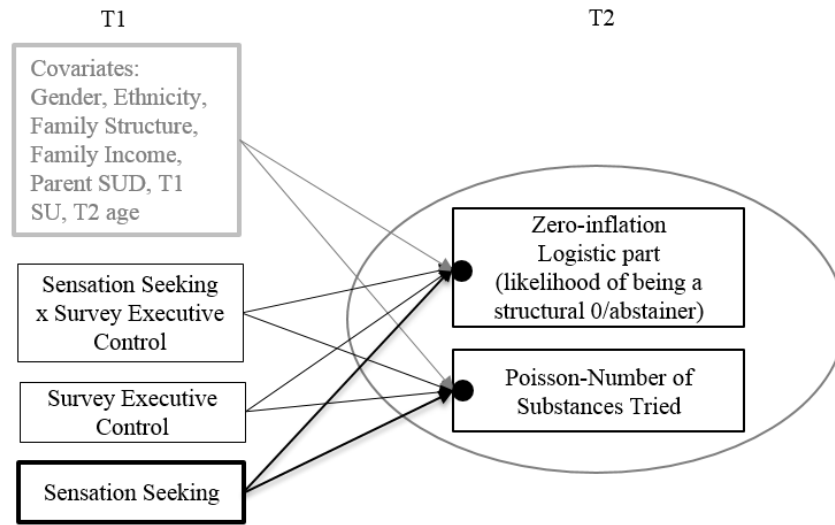 T1
T2
Covariates:
Gender, Ethnicity,
Family Structure,
Family Income,
Parent SUD, T1
SU, T2 age
Sensation Seeking
x Survey Executive
Control
Survey Executive
Control
Sensation Seeking
Zero-inflation
Logistic part
(likelihood of being a
structural 0/abstainer)
Poisson-Number of
Substances Tried